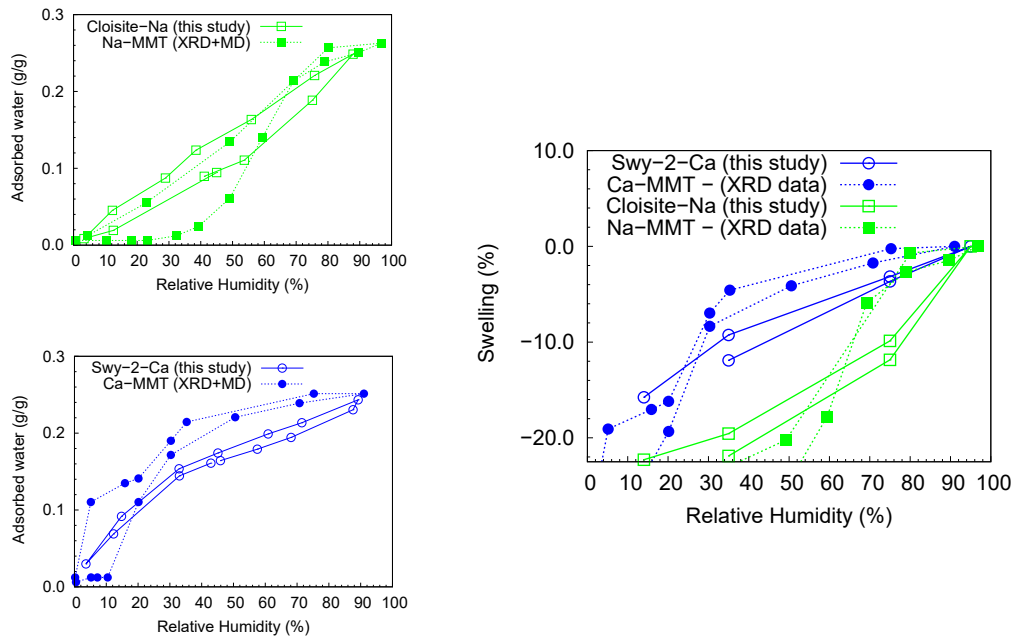 Adsorbed water (g/g)
0.3
0.2
0.1
0.0
Cloisite−Na (this study)
Na−MMT (XRD+MD)
0 10 20 30 40 50 60 70 80 90 100
Relative Humidity (%)
Adsorbed water (g/g)
0.3
0.2
0.1
0.0
Swy−2−Ca (this study)
Ca−MMT (XRD+MD)
0 10 20 30 40 50 60 70 80 90 100
Relative Humidity (%)
Swelling (%)
10.0
0.0
−10.0
−20.0
Swy−2−Ca (this study)
Ca−MMT − (XRD data)
Cloisite−Na (this study)
Na−MMT − (XRD data)
0 10 20 30 40 50 60 70 80 90 100
Relative Humidity (%)